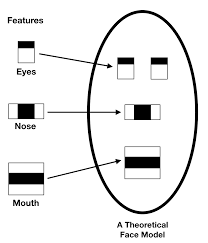 Features
Eyes
Nose
Mouth
A Theoretical
Face Model